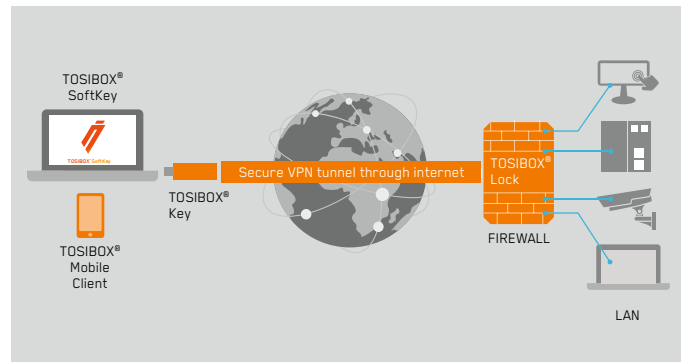 TOSIBOX®
SoftKey
TOSIBOX® SoftKey
TOSIBOX®
Mobile
Client
TOSIBOX®
Key
Secure VPN tunnel through internet
TOSIBOX®
Lock
FIREWALL
LAN